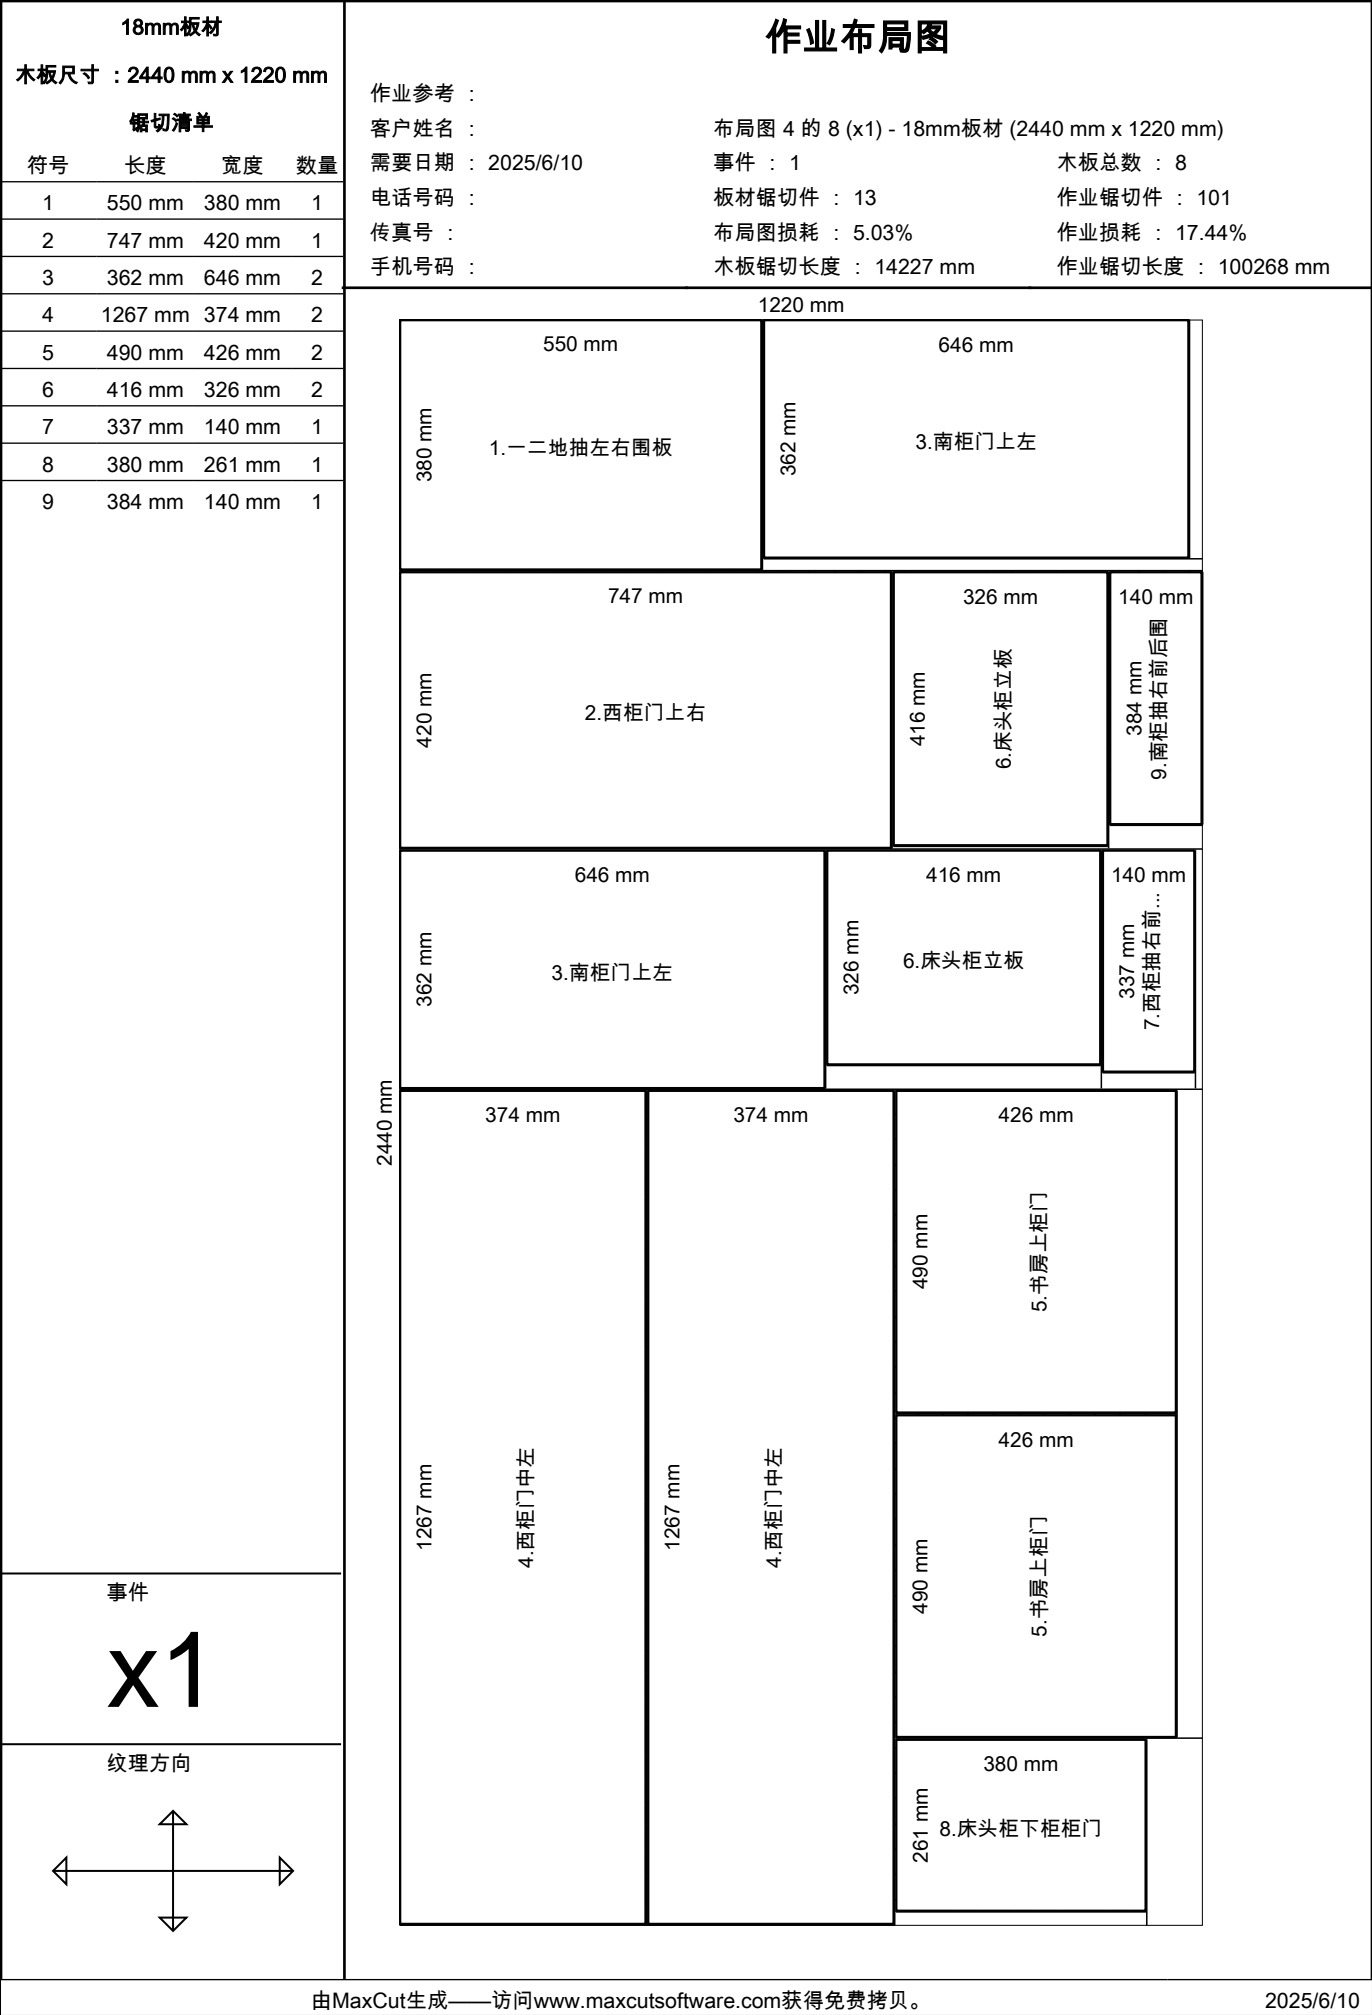 18mm板材
木板尺寸 : 2440 mm x 1220 mm
锯切清单
符号 长度 宽度 数量
1 550 mm 380 mm 1
2 747 mm 420 mm 1
3 362 mm 646 mm 2
4 1267 mm 374 mm 2
5 490 mm 426 mm 2
6 416 mm 326 mm 2
7 337 mm 140 mm 1
8 380 mm 261 mm 1
9 384 mm 140 mm 1
事件
x1
纹理方向
作业布局图
作业参考 :
客户姓名 : 布局图 4 的 8 (x1) - 18mm板材 (2440 mm x 1220 mm)
需要日期 : 2025/6/10 事件 : 1 木板总数 : 8
电话号码 : 板材锯切件 : 13 作业锯切件 : 101
传真号 : 布局图损耗 : 5.03% 作业损耗 : 17.44%
手机号码 : 木板锯切长度 : 14227 mm 作业锯切长度 : 100268 mm
1220 mm
2440 mm
550 mm
380 mm
1.一二地抽左右围板
646 mm
362 mm
3.南柜门上左
747 mm
420 mm
2.西柜门上右
326 mm
416 mm
6.床头柜立板
140 mm
384 mm
9.南柜抽右前后围
646 mm
362 mm
3.南柜门上左
416 mm
326 mm
6.床头柜立板
140 mm
337 mm
7.西柜抽右前...
374 mm
1267 mm
4.西柜门中左
374 mm
1267 mm
4.西柜门中左
426 mm
490 mm
5.书房上柜门
426 mm
490 mm
5.书房上柜门
380 mm
261 mm
8.床头柜下柜柜门
由MaxCut生成——访问www.maxcutsoftware.com获得免费拷贝。 2025/6/10